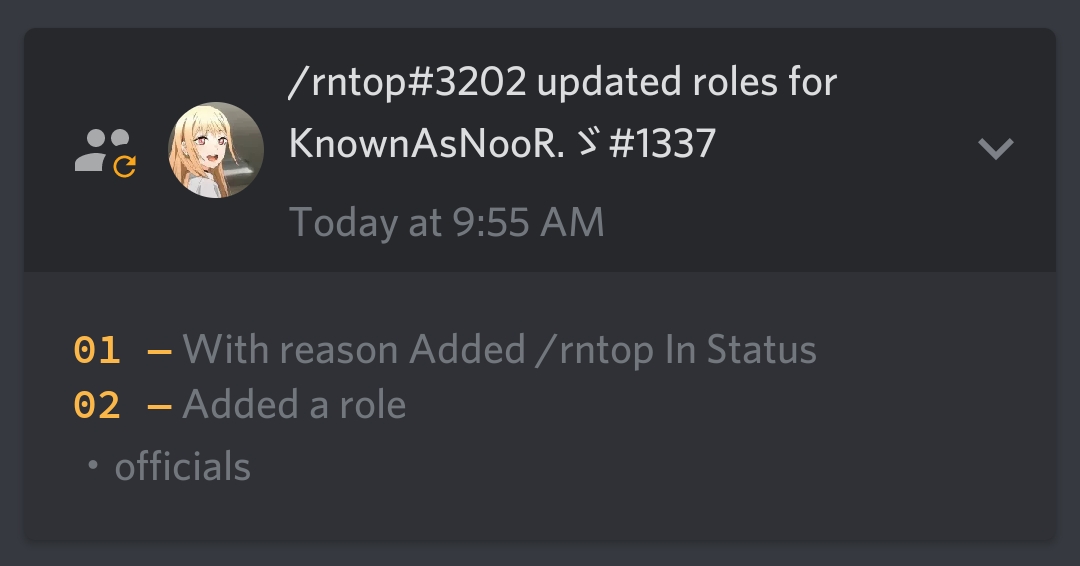 /rntop#3202 updated roles for
KnownAsNooR. ゞ#1337
Today at 9:55 AM
01 — With reason Added /rntop In Status
02 — Added a role
• officials